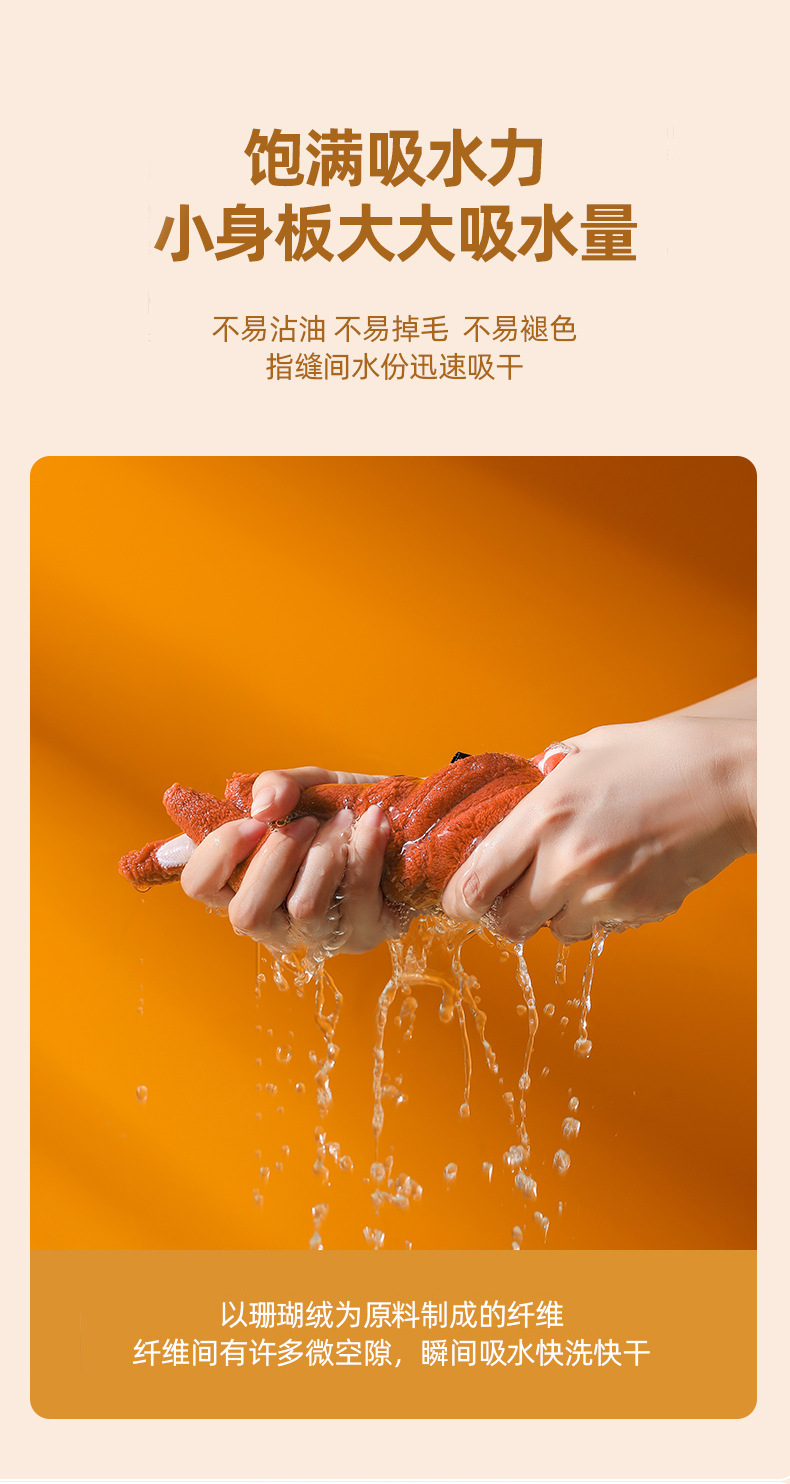 饱满吸水力
小身板大大吸水量
不易沾油 不易掉毛 不易褪色
指缝间水份迅速吸干
以珊瑚绒为原料制成的纤维
纤维间有许多微空隙，瞬间吸水快洗快干